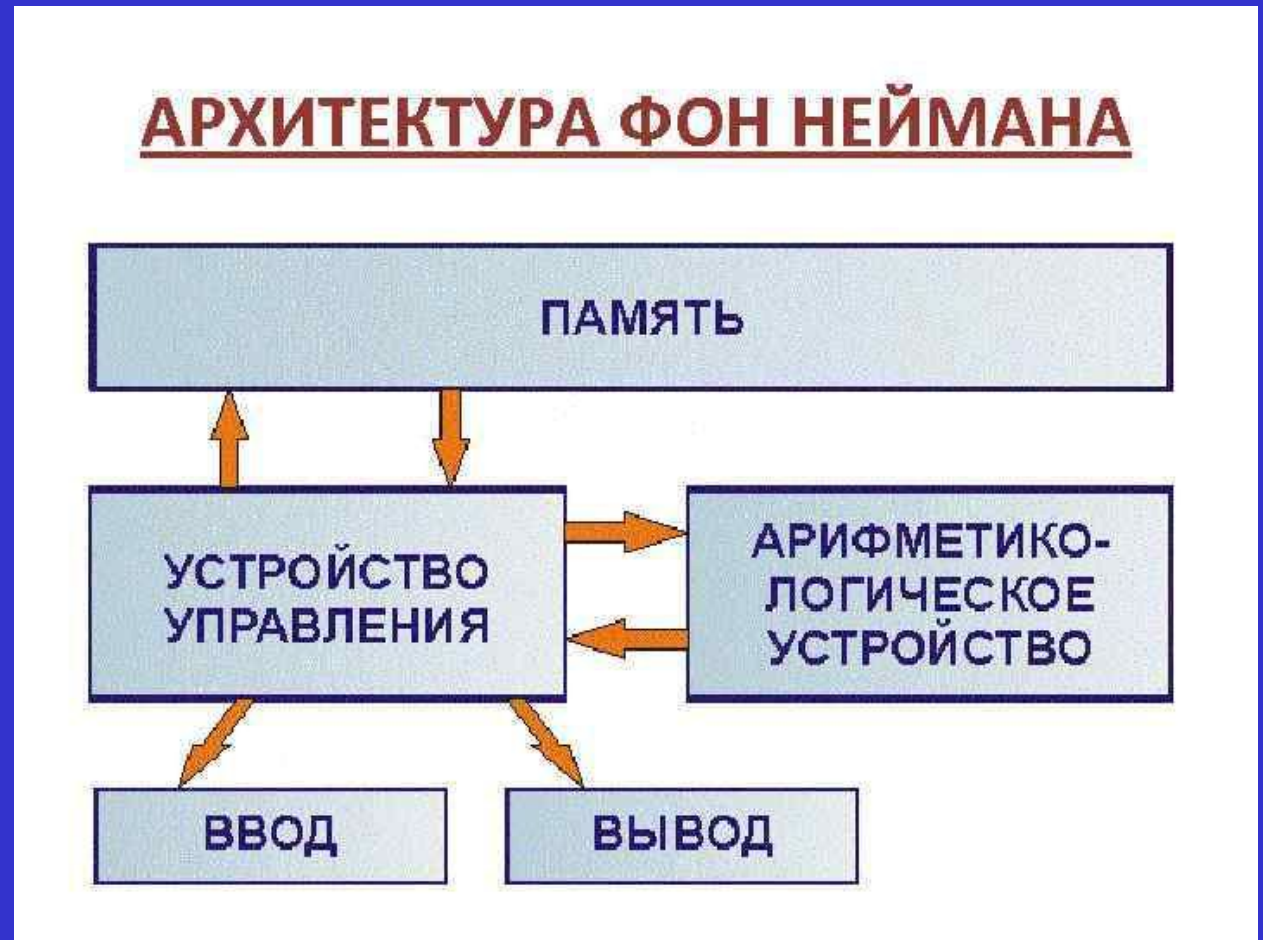 АРХИТЕКТУРА ФОН НЕЙМАНА
ПАМЯТЬ
УСТРОЙСТВО
УПРАВЛЕНИЯ
АРИФМЕТИКО-
ЛОГИЧЕСКОЕ
УСТРОЙСТВО
ВВОД
ВЫВОД